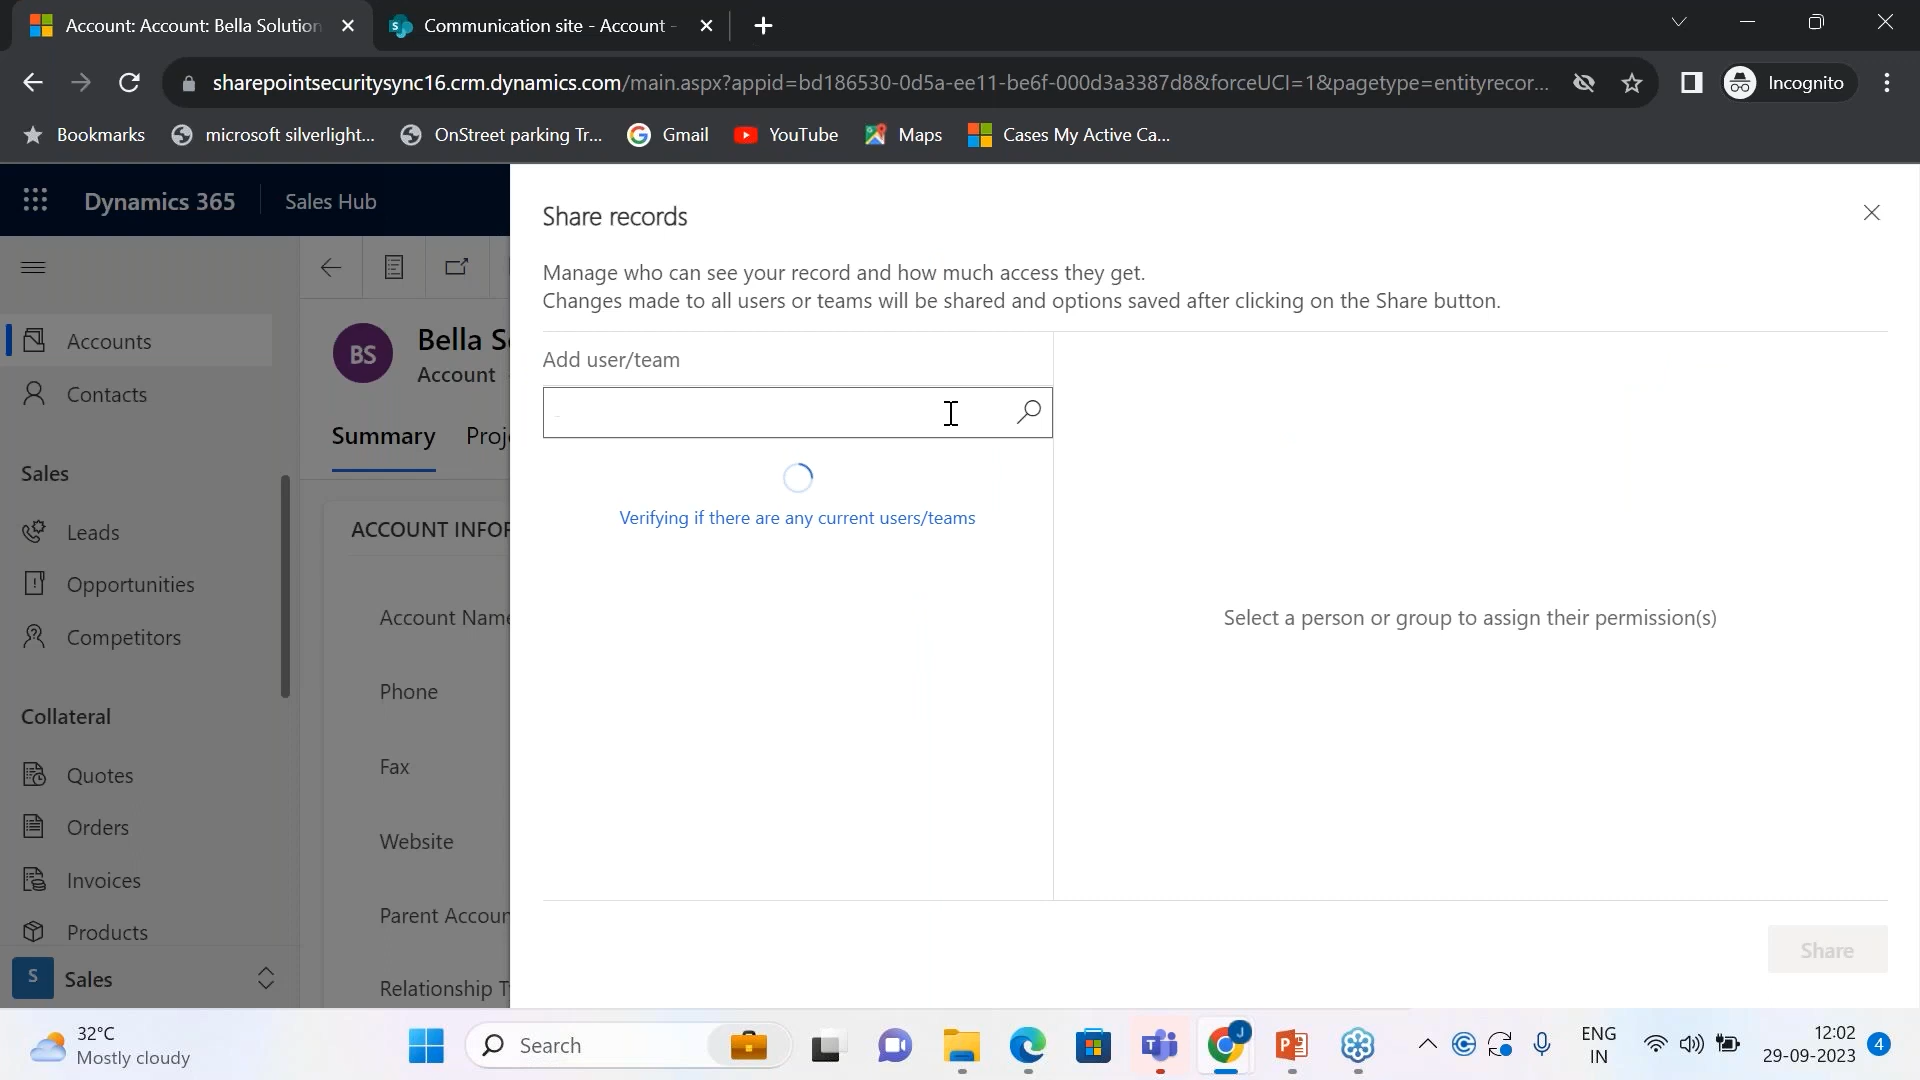 Account: Account: Bella Solution
Communication site - Account -
sharepointsecuritysync16.crm.dynamics.com/main.aspx?appid=bd186530-0d5a-ee11-be6f-000d3a3387d8&forceUCI=1&pagetype=entityrecor...
Incognito
Bookmarks
microsoft silverlight...
OnStreet parking Tr...
Gmail
YouTube
Maps
Cases My Active Ca...
Dynamics 365
Sales Hub
Accounts
Contacts
Sales
Leads
Opportunities
Competitors
Collateral
Quotes
Orders
Invoices
Products
S
Sales
BS
Bella S
Account
Summary
Proj
ACCOUNT INFOR
Account Name
Phone
Fax
Website
Parent Accoun
Relationship T
Share records
Manage who can see your record and how much access they get.
Changes made to all users or teams will be shared and options saved after clicking on the Share button.
Add user/team
Verifying if there are any current users/teams
Select a person or group to assign their permission(s)
Share
32°C
Mostly cloudy
Search
J
ENG
IN
12:02
29-09-2023
4